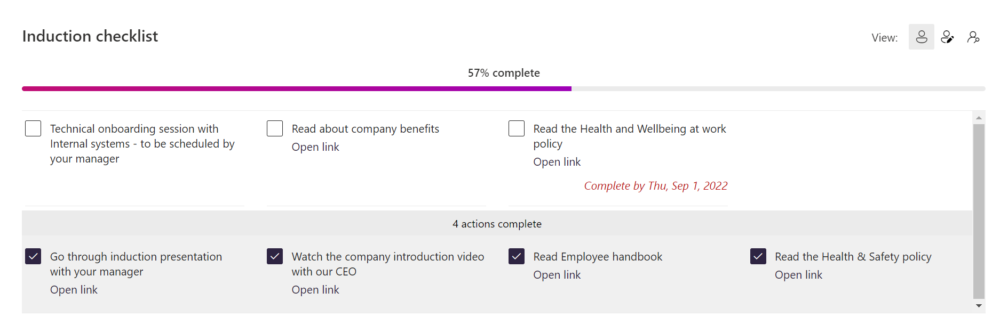 Induction checklist
View:
57% complete
Technical onboarding session with
Internal systems - to be scheduled by
your manager
Read about company benefits
Open link
Read the Health and Wellbeing at work
policy
Open link
Complete by Thu, Sep 1, 2022
4 actions complete
Go through induction presentation
with your manager
Open link
Watch the company introduction video
with our CEO
Open link
Read Employee handbook
Open link
Read the Health & Safety policy
Open link